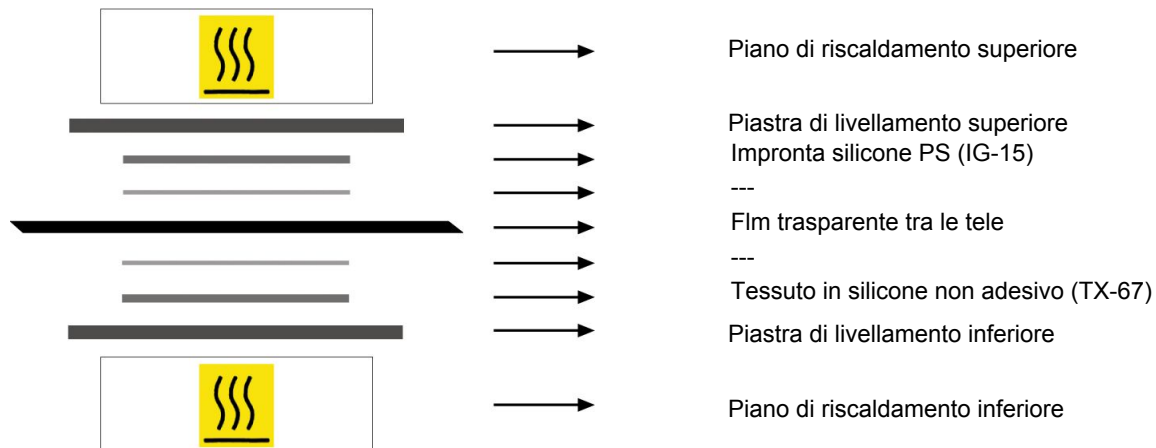 Piano di riscaldamento superiore
Piastra di livellamento superiore
Impronta silicone PS (IG-15)
---
Flm trasparente tra le tele
---
Tessuto in silicone non adesivo (TX-67)
Piastra di livellamento inferiore
Piano di riscaldamento inferiore